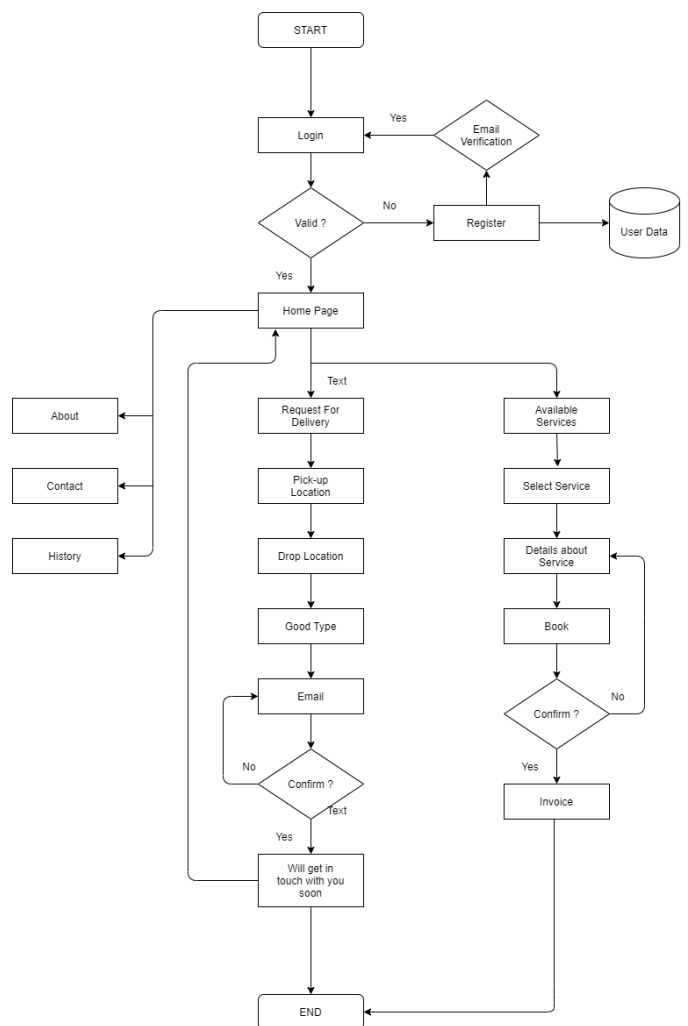 START
Yes
Email
Verification
Login
No
Valid ?
Register
User Data
Yes
Home Page
Text
About
Request For
Delivery
Available
Services
Contact
Pick-up
Location
Select Service
History
Drop Location
Details about
Service
Good Type
Book
Email
No
Confirm ?
No
Yes
Confirm ?
Text
Invoice
Yes
Will get in
touch with you
soon
END